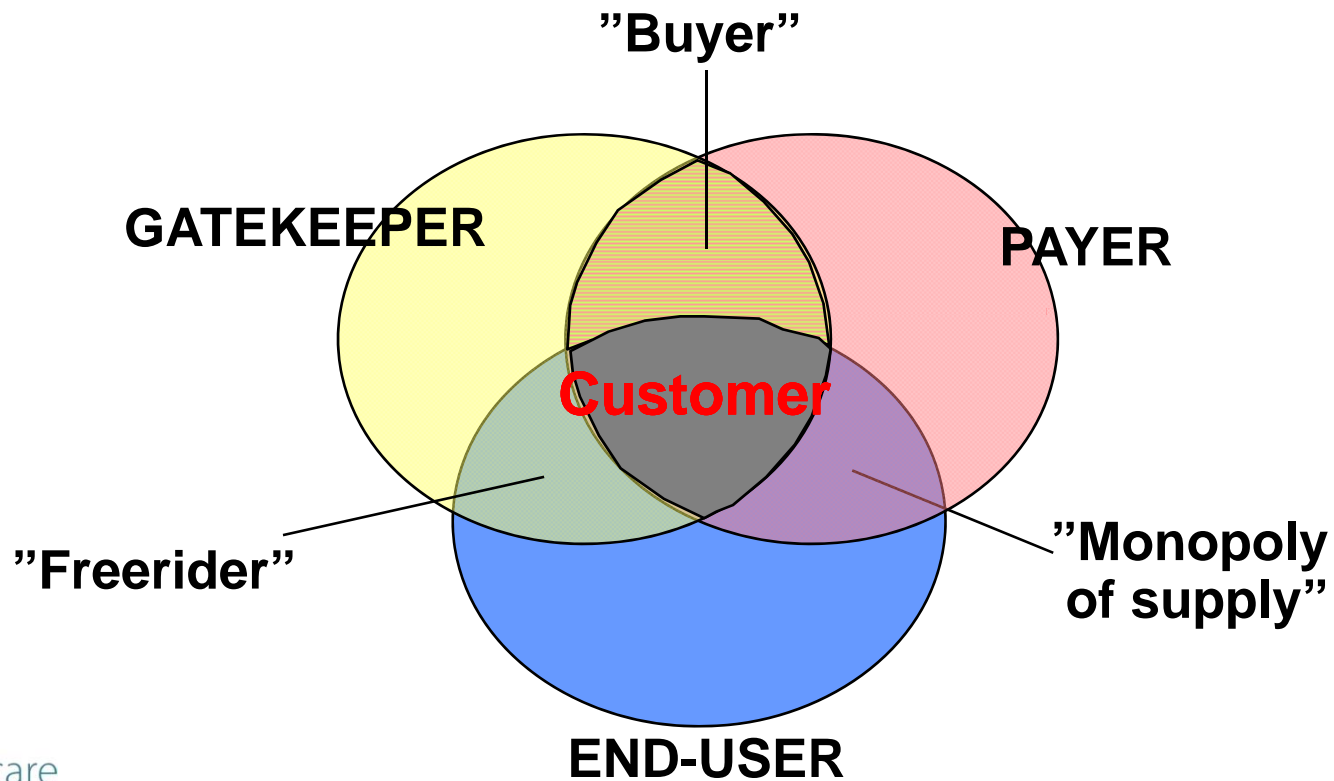 ”Buyer”
GATEKEEPER
PAYER
Customer
”Freerider”
”Monopoly
of supply”
END-USER